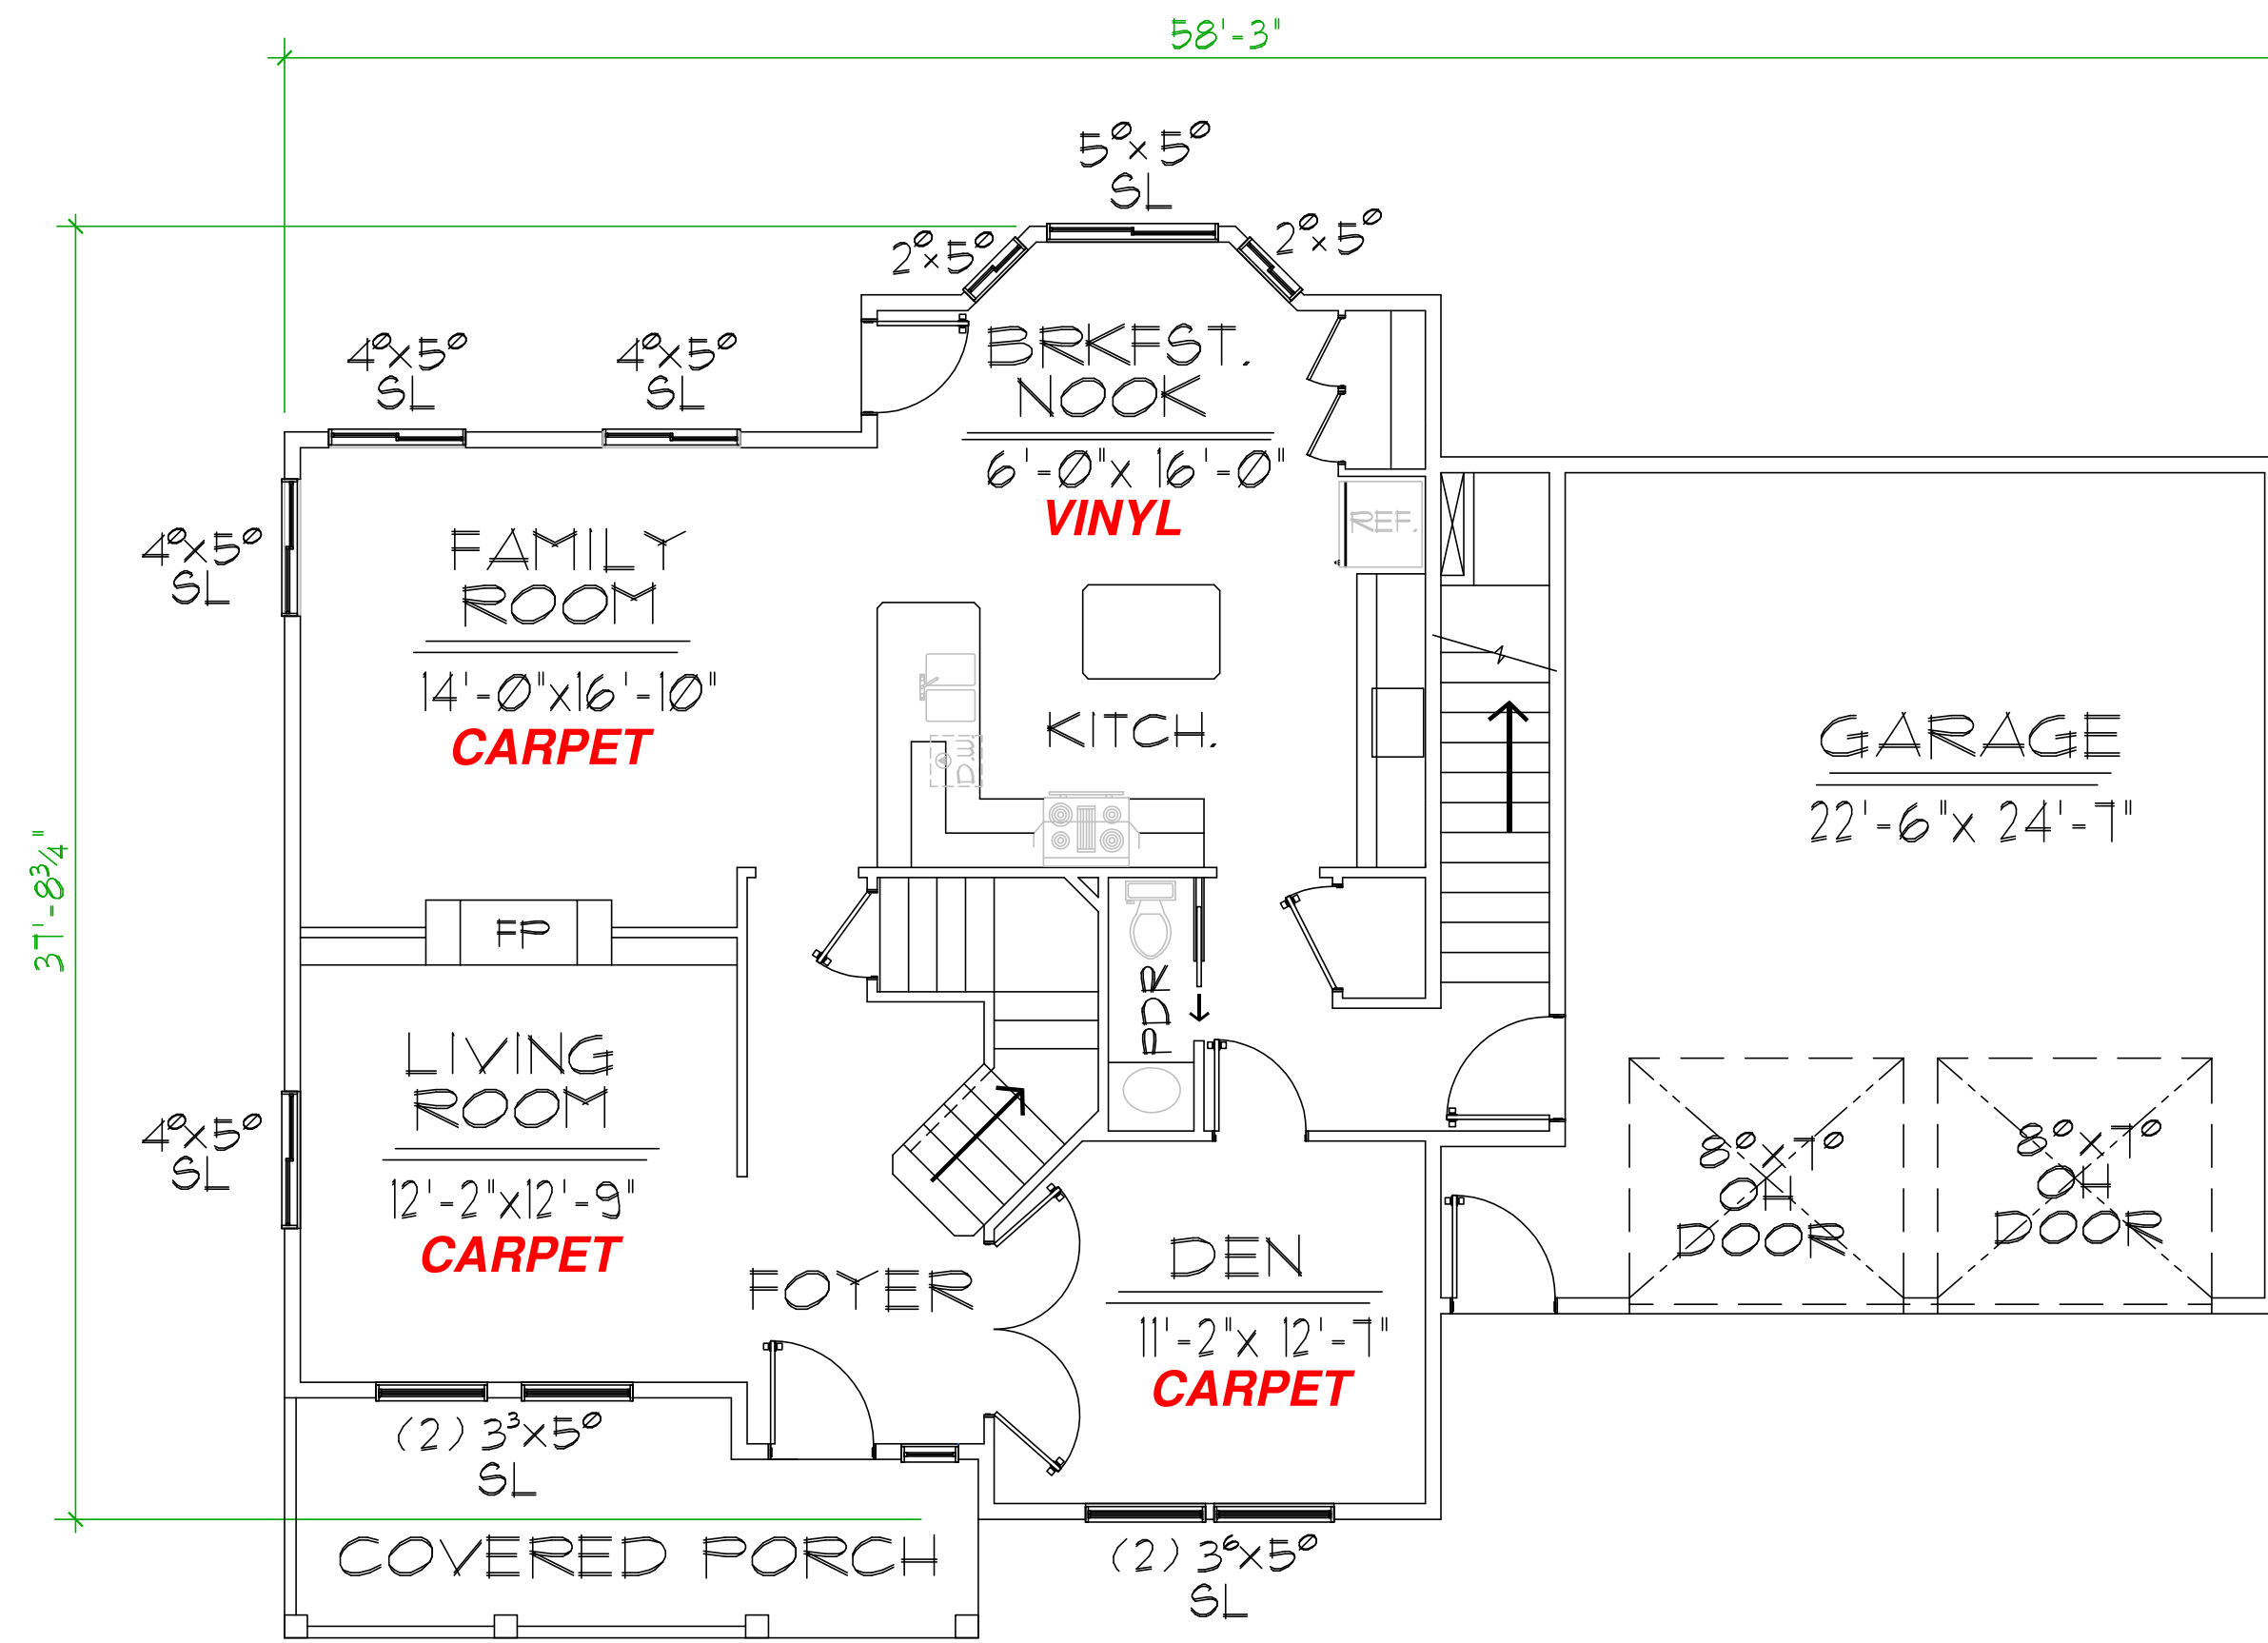 58'-3"
5⁰x5⁰
SL
2⁰x5⁰
2⁰x5⁰
4⁰x5⁰
SL
4⁰x5⁰
SL
BRKFST.
NOOK
6'-0"x 16'-0"
VINYL
REF.
4⁰x5⁰
SL
FAMILY
ROOM
14'-0"x16'-10"
CARPET
KITCH.
D.W.
GARAGE
22'-6"x 24'-7"
37'-8¾"
FP
PDR
LIVING
ROOM
12'-2"x12'-9"
CARPET
4⁰x5⁰
SL
8⁰x7⁰
OH
DOOR
8⁰x7⁰
OH
DOOR
FOYER
DEN
11'-2"x 12'-7"
CARPET
(2) 3³x5⁰
SL
COVERED PORCH
(2) 3⁶x5⁰
SL